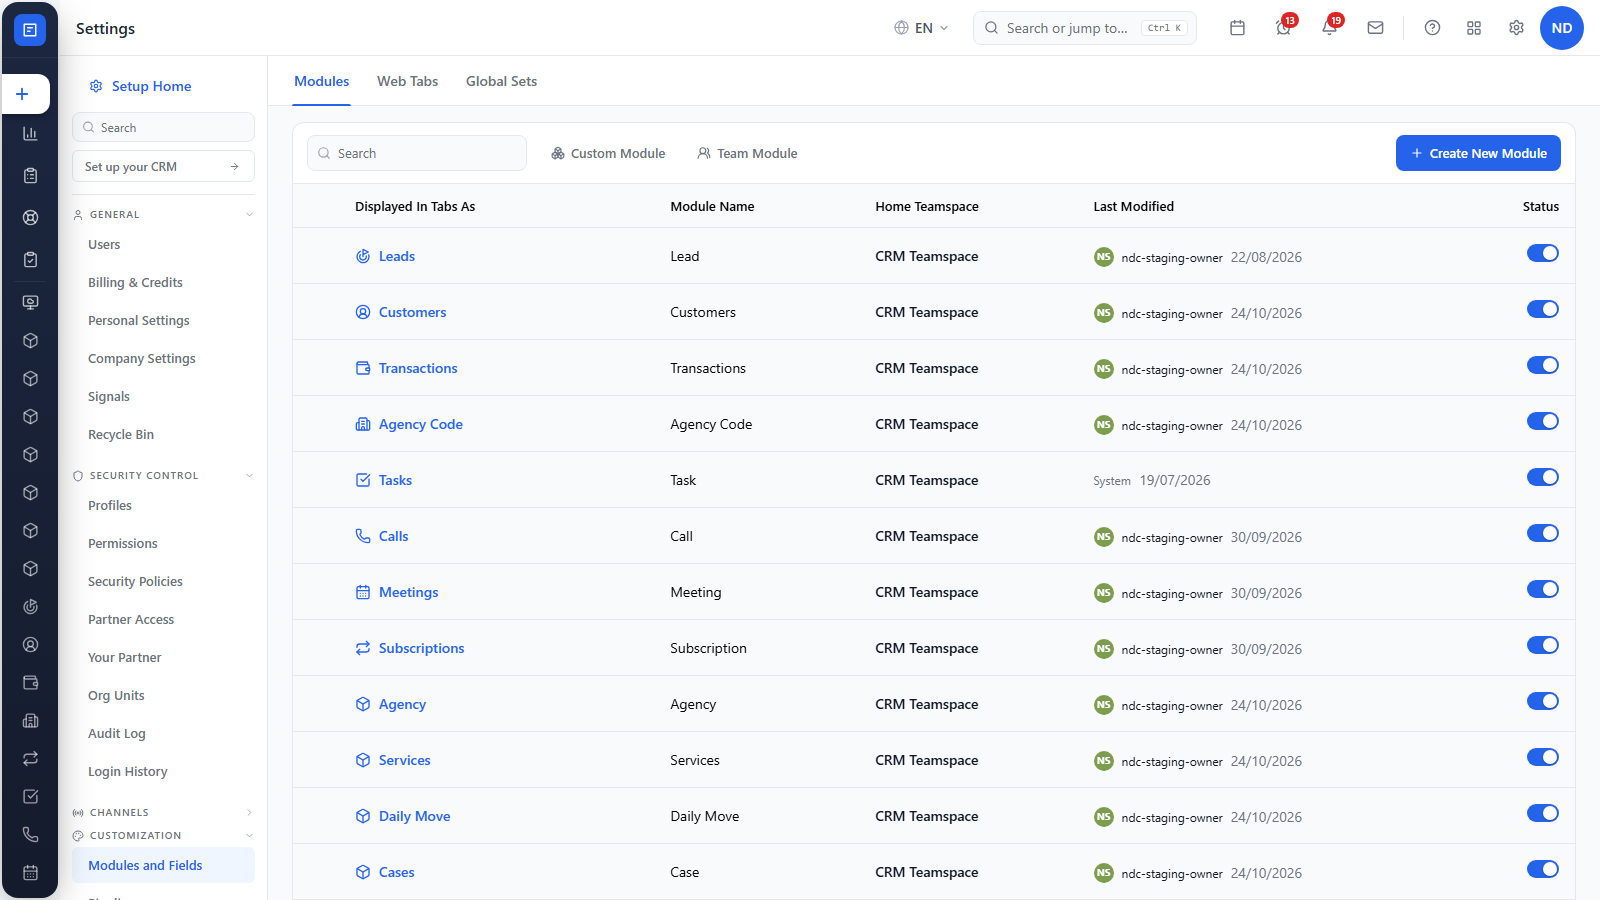 Settings
EN
Search or jump to...
Ctrl K
13
19
ND
Setup Home
Search
Set up your CRM
GENERAL
Users
Billing & Credits
Personal Settings
Company Settings
Signals
Recycle Bin
SECURITY CONTROL
Profiles
Permissions
Security Policies
Partner Access
Your Partner
Org Units
Audit Log
Login History
CHANNELS
CUSTOMIZATION
Modules and Fields
Modules Web Tabs Global Sets
Search Custom Module Team Module Create New Module
Displayed In Tabs As Module Name Home Teamspace Last Modified Status
Leads Lead CRM Teamspace NS ndc-staging-owner 22/08/2026
Customers Customers CRM Teamspace NS ndc-staging-owner 24/10/2026
Transactions Transactions CRM Teamspace NS ndc-staging-owner 24/10/2026
Agency Code Agency Code CRM Teamspace NS ndc-staging-owner 24/10/2026
Tasks Task CRM Teamspace System 19/07/2026
Calls Call CRM Teamspace NS ndc-staging-owner 30/09/2026
Meetings Meeting CRM Teamspace NS ndc-staging-owner 30/09/2026
Subscriptions Subscription CRM Teamspace NS ndc-staging-owner 30/09/2026
Agency Agency CRM Teamspace NS ndc-staging-owner 24/10/2026
Services Services CRM Teamspace NS ndc-staging-owner 24/10/2026
Daily Move Daily Move CRM Teamspace NS ndc-staging-owner 24/10/2026
Cases Case CRM Teamspace NS ndc-staging-owner 24/10/2026